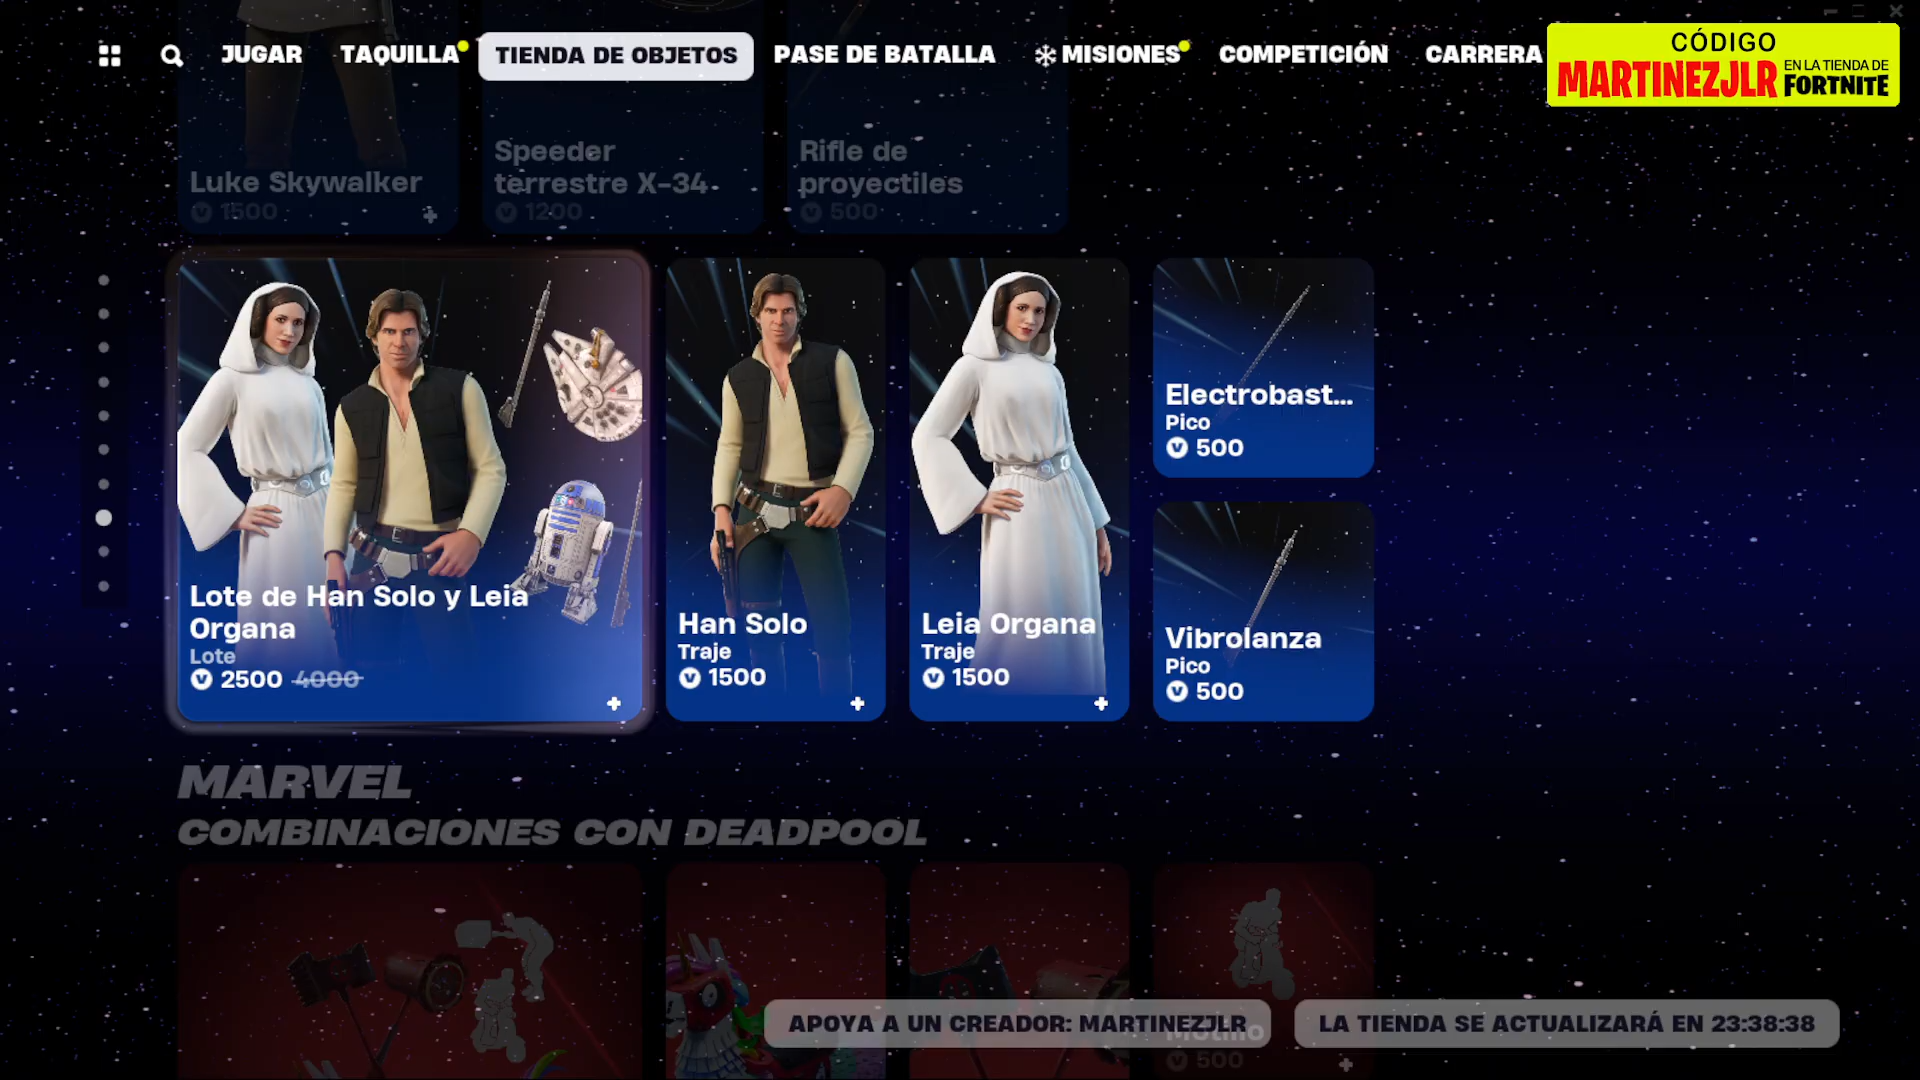 JUGAR
TAQUILLA
TIENDA DE OBJETOS
PASE DE BATALLA
MISIONES
COMPETICIÓN
CARRERA
CÓDIGO
MARTINEZJLR
EN LA TIENDA DE
FORTNITE
Luke Skywalker
1500
Speeder
terrestre X-34
1200
Rifle de
proyectiles
500
Lote de Han Solo y Leia
Organa
Lote
2500 4000
Han Solo
Traje
1500
Leia Organa
Traje
1500
Electrobast...
Pico
500
Vibrolanza
Pico
500
MARVEL
COMBINACIONES CON DEADPOOL
APOYA A UN CREADOR: MARTINEZJLR
LA TIENDA SE ACTUALIZARÁ EN 23:38:38
500